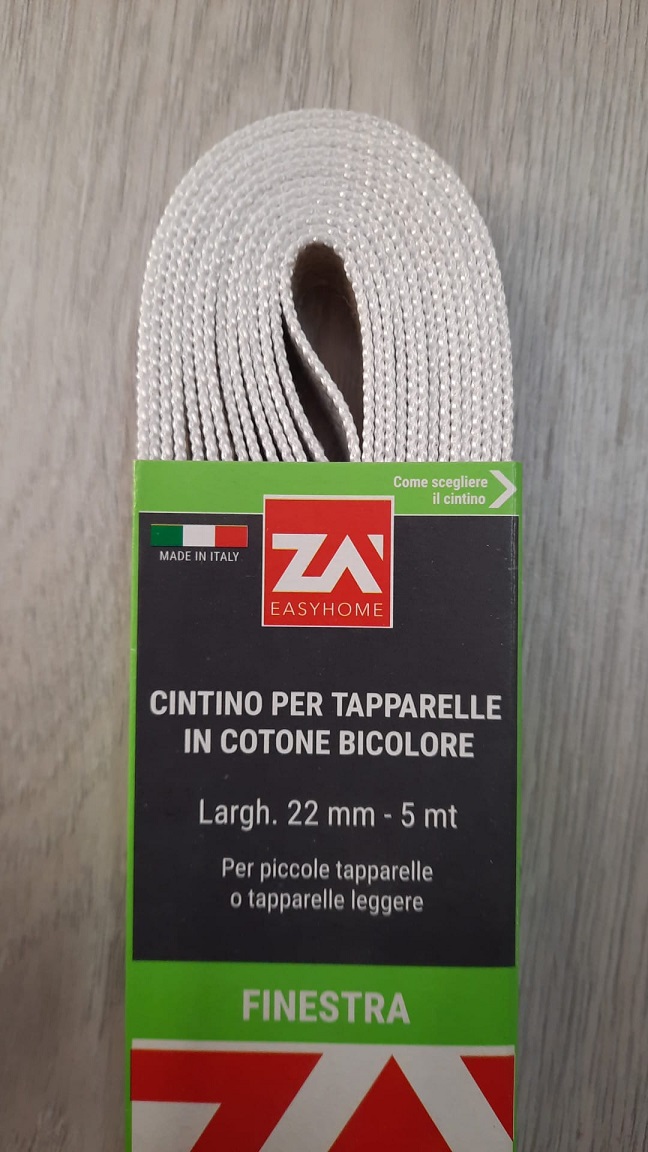 Come scegliere
il cintino
MADE IN ITALY
ZA
EASYHOME
CINTINO PER TAPPARELLE
IN COTONE BICOLORE
Largh. 22 mm - 5 mt
Per piccole tapparelle
o tapparelle leggere
FINESTRA
ZA